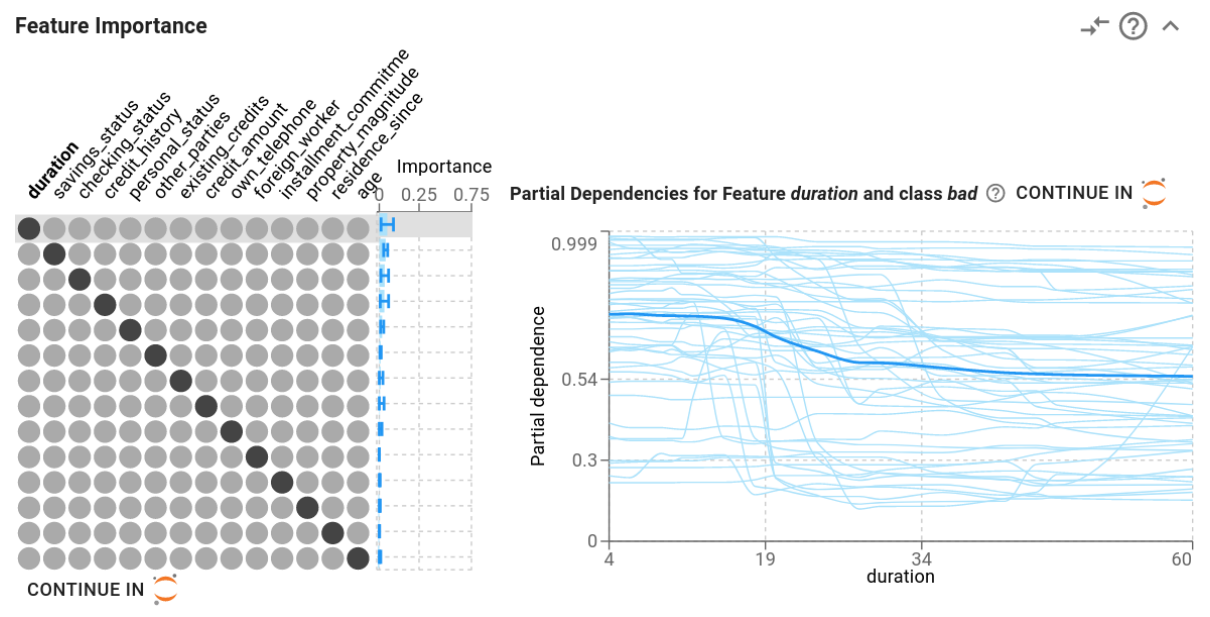 Feature Importance
duration
savings_status
checking_status
credit_history
personal_status
other_parties
existing_credits
credit_amount
own_telephone
foreign_worker
installment_commitme
property_magnitude
residence_since
age
Importance
0 0.25 0.75
CONTINUE IN
Partial Dependencies for Feature duration and class bad ? CONTINUE IN
Partial dependence
0.999
0.54
0.3
0
4 19 34 60
duration